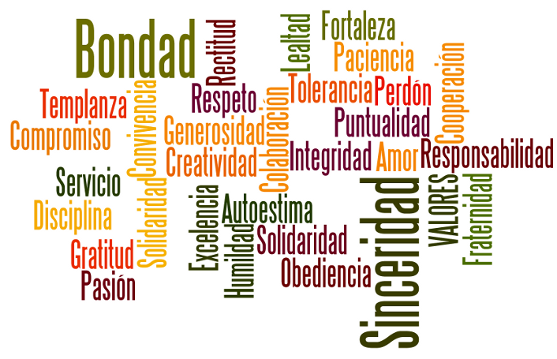 Bondad
Rectitud
Lealtad
Fortaleza
Paciencia
Cooperación
Templanza
Convivencia
Respeto
Tolerancia
Perdón
Compromiso
Generosidad
Colaboración
Puntualidad
Creatividad
Integridad
Amor
Responsabilidad
Servicio
Solidaridad
Excelencia
Autoestima
Sinceridad
VALORES
Fraternidad
Disciplina
Humildad
Solidaridad
Gratitud
Obediencia
Pasión